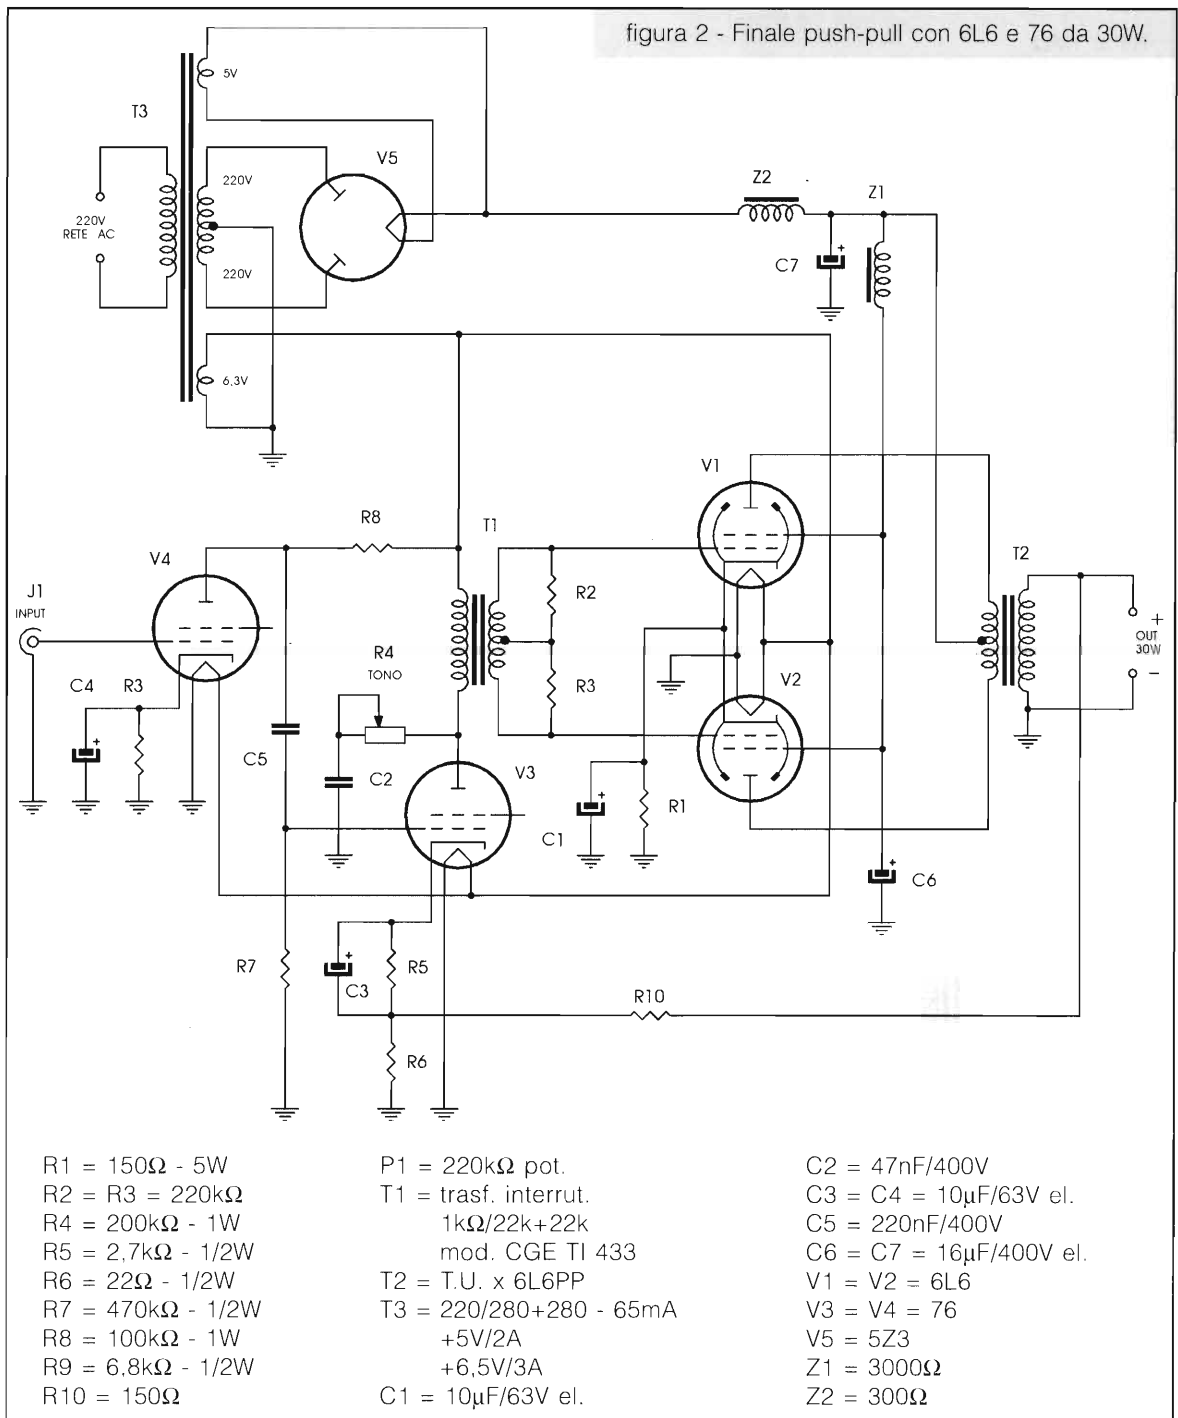 figura 2 - Finale push-pull con 6L6 e 76 da 30W.
5V
T3
V5
220V
Z2
Z1
220V
RETE AC
C7
220V
6,3V
V1
R8
T1
V4
T2
J1
INPUT
R2
R4
TONO
OUT
30W
C4
R3
R3
V2
C5
C2
V3
R1
C1
C6
R7
R5
C3
R10
R6
R1 = 150Ω - 5W
R2 = R3 = 220kΩ
R4 = 200kΩ - 1W
R5 = 2,7kΩ - 1/2W
R6 = 22Ω - 1/2W
R7 = 470kΩ - 1/2W
R8 = 100kΩ - 1W
R9 = 6,8kΩ - 1/2W
R10 = 150Ω
P1 = 220kΩ pot.
T1 = trasf. interrut.
1kΩ/22k+22k
mod. CGE TI 433
T2 = T.U. x 6L6PP
T3 = 220/280+280 - 65mA
+5V/2A
+6,5V/3A
C1 = 10µF/63V el.
C2 = 47nF/400V
C3 = C4 = 10µF/63V el.
C5 = 220nF/400V
C6 = C7 = 16µF/400V el.
V1 = V2 = 6L6
V3 = V4 = 76
V5 = 5Z3
Z1 = 3000Ω
Z2 = 300Ω